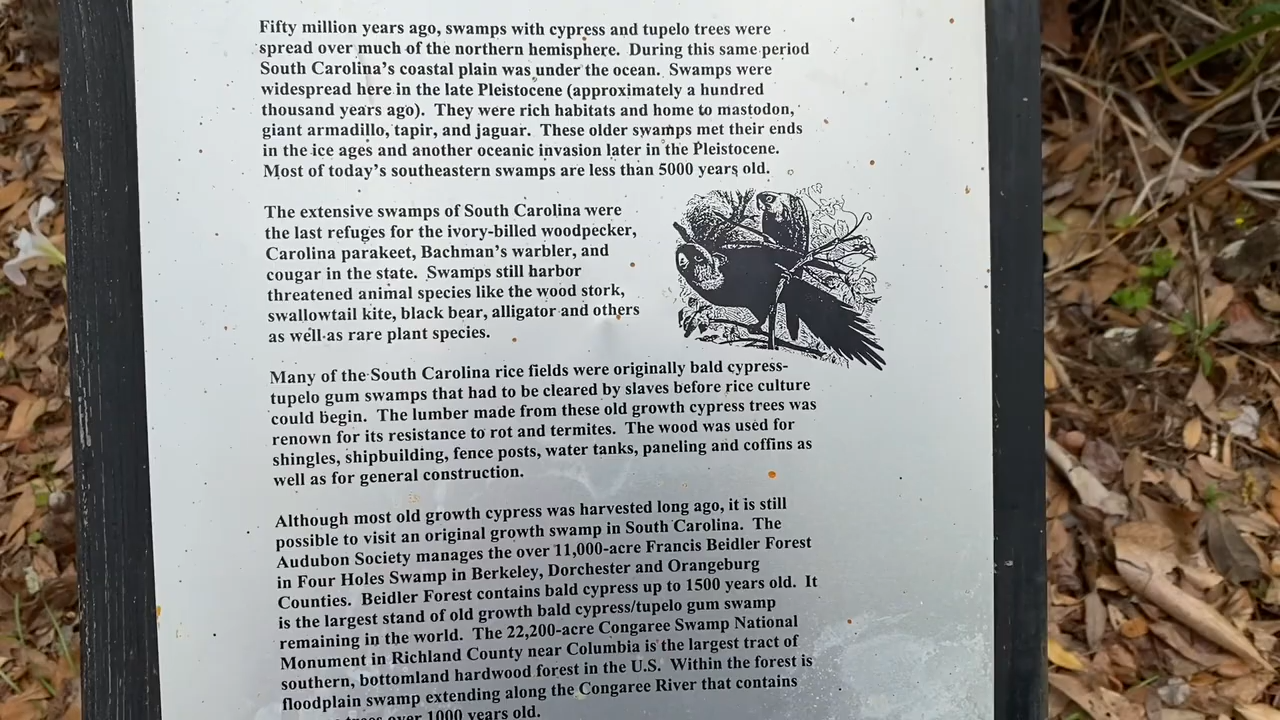 Fifty million years ago, swamps with cypress and tupelo trees were
spread over much of the northern hemisphere. During this same period
South Carolina's coastal plain was under the ocean. Swamps were
widespread here in the late Pleistocene (approximately a hundred
thousand years ago). They were rich habitats and home to mastodon,
giant armadillo, tapir, and jaguar. These older swamps met their ends
in the ice ages and another oceanic invasion later in the Pleistocene.
Most of today's southeastern swamps are less than 5000 years old.
The extensive swamps of South Carolina were
the last refuges for the ivory-billed woodpecker,
Carolina parakeet, Bachman's warbler, and
cougar in the state. Swamps still harbor
threatened animal species like the wood stork,
swallowtail kite, black bear, alligator and others
as well as rare plant species.
Many of the South Carolina rice fields were originally bald cypress-
tupelo gum swamps that had to be cleared by slaves before rice culture
could begin. The lumber made from these old growth cypress trees was
renown for its resistance to rot and termites. The wood was used for
shingles, shipbuilding, fence posts, water tanks, paneling and coffins as
well as for general construction.
Although most old growth cypress was harvested long ago, it is still
possible to visit an original growth swamp in South Carolina. The
Audubon Society manages the over 11,000-acre Francis Beidler Forest
in Four Holes Swamp in Berkeley, Dorchester and Orangeburg
Counties. Beidler Forest contains bald cypress up to 1500 years old. It
is the largest stand of old growth bald cypress/tupelo gum swamp
remaining in the world. The 22,200-acre Congaree Swamp National
Monument in Richland County near Columbia is the largest tract of
southern, bottomland hardwood forest in the U.S. Within the forest is
floodplain swamp extending along the Congaree River that contains
trees over 1000 years old.